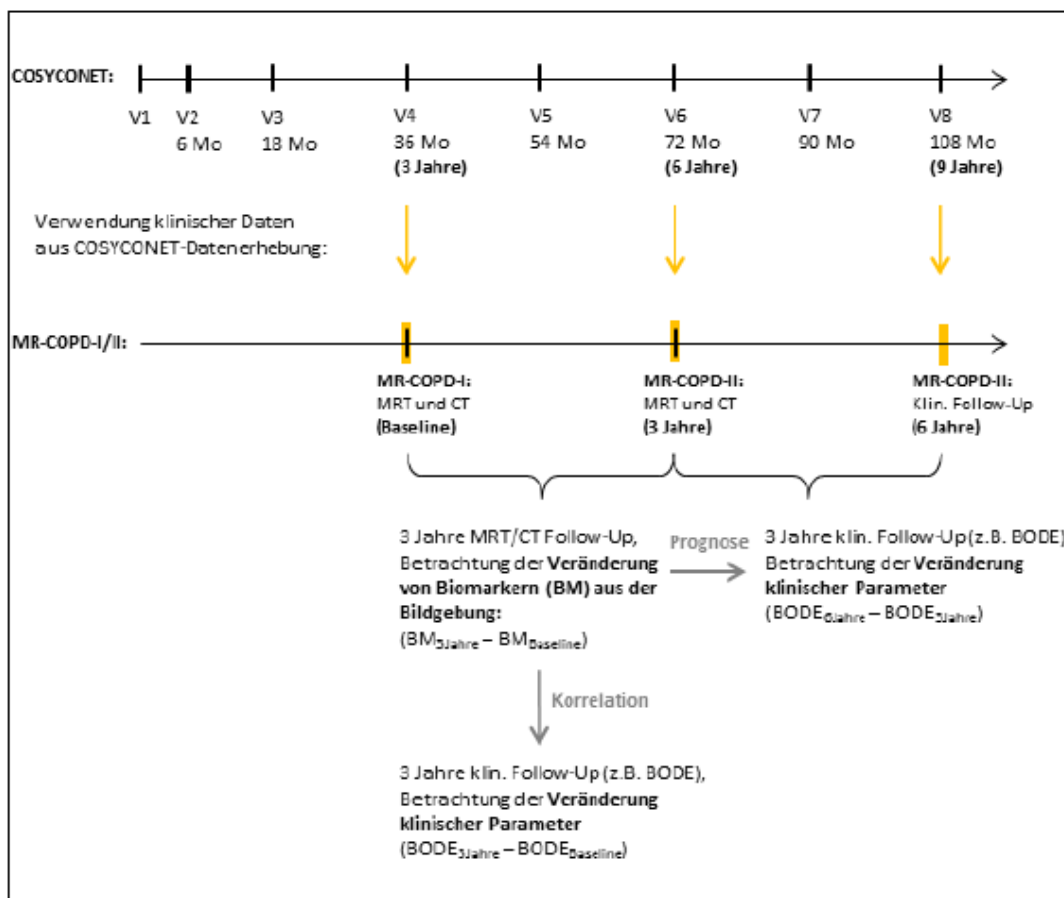 COSYCONET:
V1
V2
6 Mo
V3
18 Mo
V4
36 Mo
(3 Jahre)
V5
54 Mo
V6
72 Mo
(6 Jahre)
V7
90 Mo
V8
108 Mo
(9 Jahre)
Verwendung klinischer Daten
aus COSYCONET-Datenerhebung:
MR-COPD-I/II:
MR-COPD-I:
MRT und CT
(Baseline)
MR-COPD-II:
MRT und CT
(3 Jahre)
MR-COPD-II:
Klin. Follow-Up
(6 Jahre)
3 Jahre MRT/CT Follow-Up,
Betrachtung der Veränderung
von Biomarkern (BM) aus der
Bildgebung:
(BM3Jahre – BMBaseline)
Prognose
3 Jahre klin. Follow-Up (z.B. BODE)
Betrachtung der Veränderung
klinischer Parameter
(BODE6Jahre – BODE3Jahre)
Korrelation
3 Jahre klin. Follow-Up (z.B. BODE),
Betrachtung der Veränderung
klinischer Parameter
(BODE3Jahre – BODEBaseline)